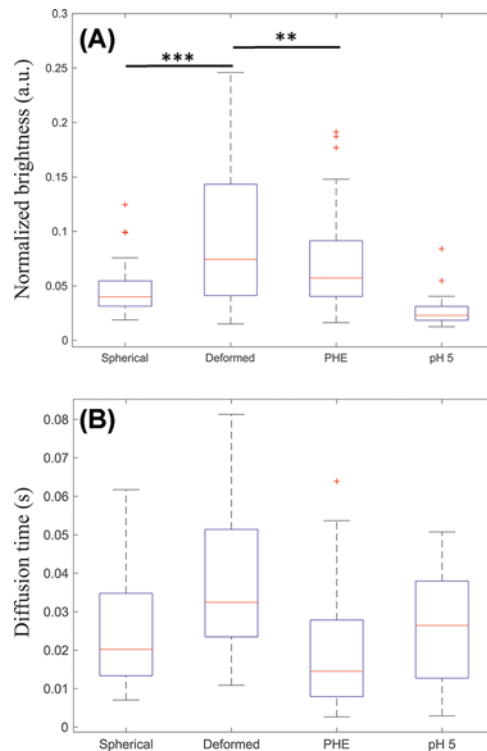 (A)
*** **
Normalized brightness (a.u.)
0.3
0.25
0.2
0.15
0.1
0.05
0
Spherical Deformed PHE pH 5
(B)
Diffusion time (s)
0.08
0.07
0.06
0.05
0.04
0.03
0.02
0.01
0
Spherical Deformed PHE pH 5